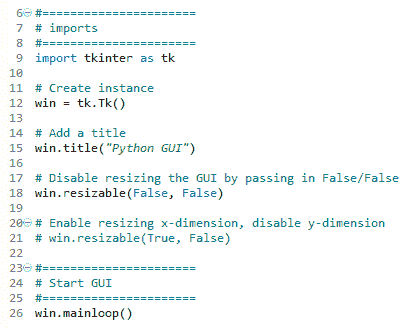 6 #======================
7 # imports
8 #======================
9 import tkinter as tk
10
11 # Create instance
12 win = tk.Tk()
13
14 # Add a title
15 win.title("Python GUI")
16
17 # Disable resizing the GUI by passing in False/False
18 win.resizable(False, False)
19
20 # Enable resizing x-dimension, disable y-dimension
21 # win.resizable(True, False)
22
23 #======================
24 # Start GUI
25 #======================
26 win.mainloop()